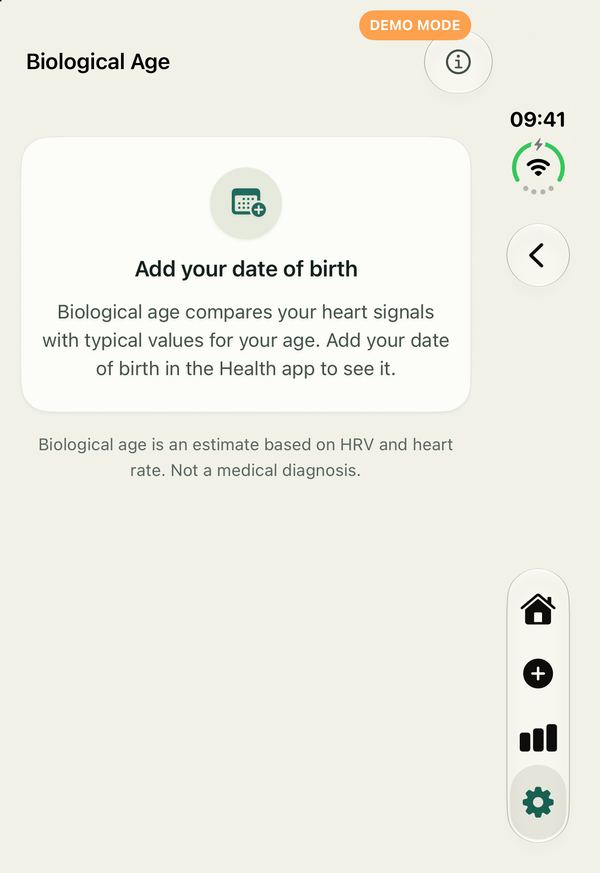 DEMO MODE
Biological Age
09:41
Add your date of birth
Biological age compares your heart signals
with typical values for your age. Add your date
of birth in the Health app to see it.
Biological age is an estimate based on HRV and heart
rate. Not a medical diagnosis.